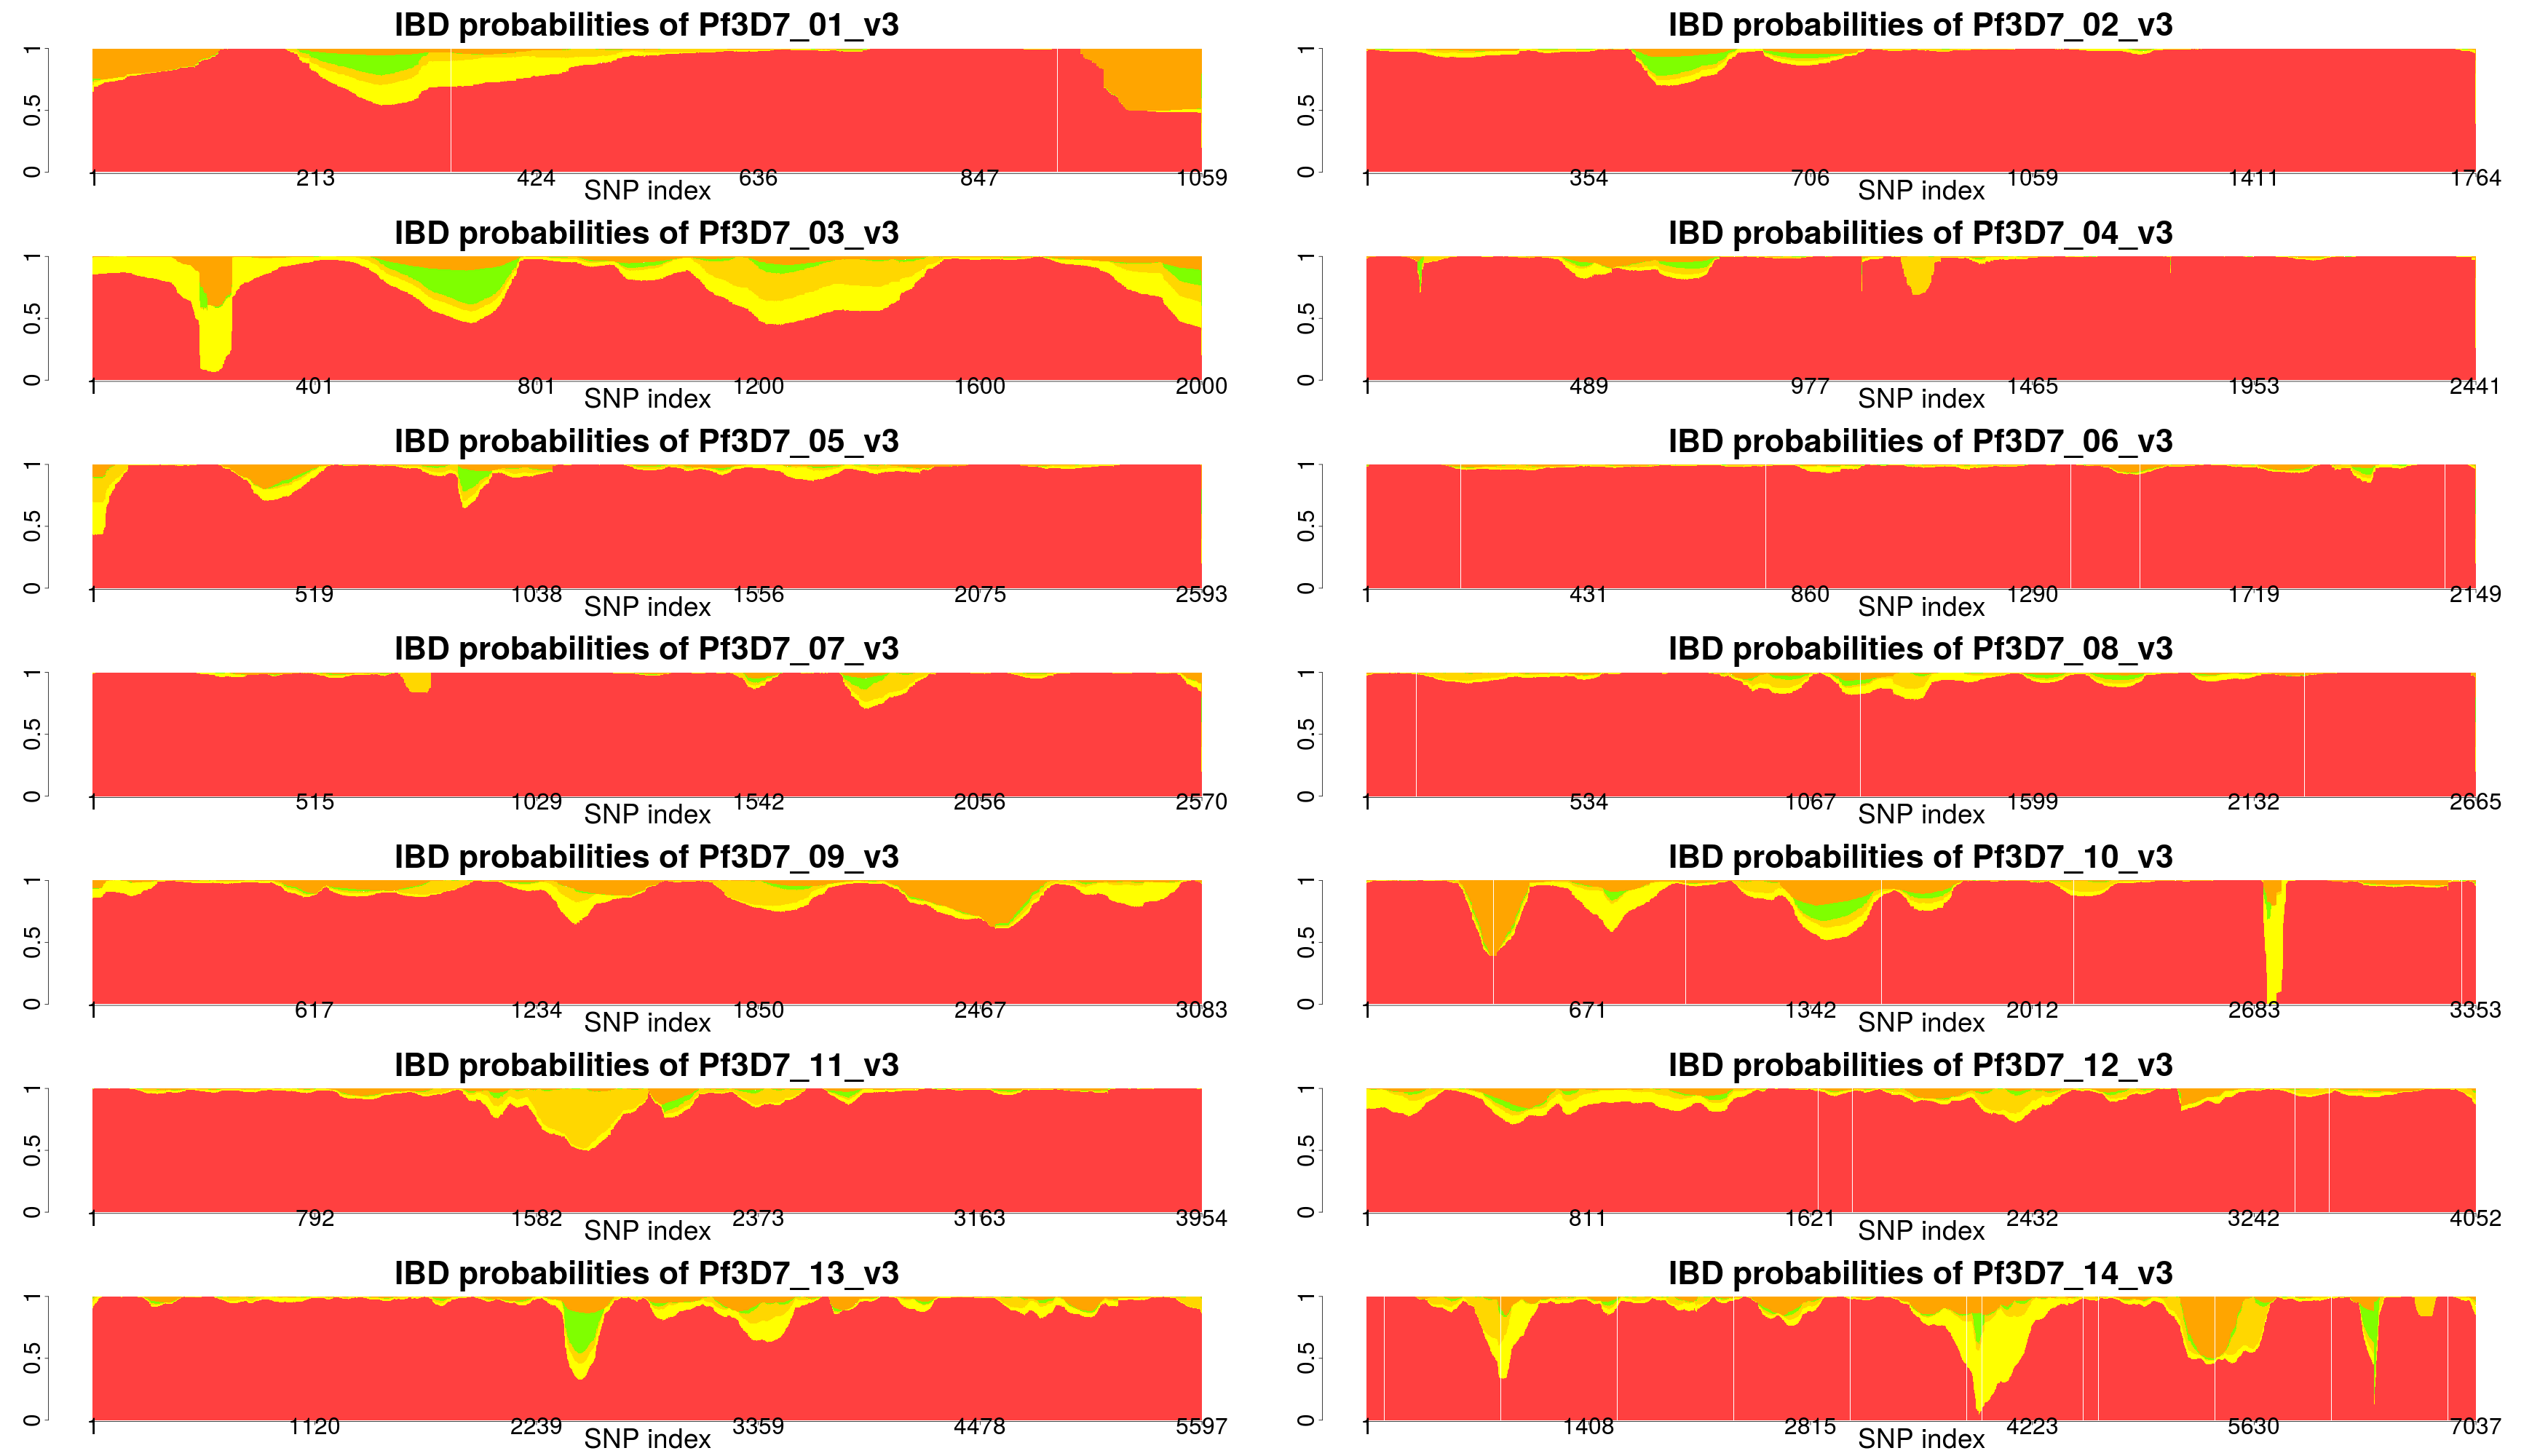 IBD probabilities of Pf3D7_01_v3
0 0.5 1
1 213 424 636 847 1059
SNP index
IBD probabilities of Pf3D7_02_v3
0 0.5 1
1 354 706 1059 1411 1764
SNP index
IBD probabilities of Pf3D7_03_v3
0 0.5 1
1 401 801 1200 1600 2000
SNP index
IBD probabilities of Pf3D7_04_v3
0 0.5 1
1 489 977 1465 1953 2441
SNP index
IBD probabilities of Pf3D7_05_v3
0 0.5 1
1 519 1038 1556 2075 2593
SNP index
IBD probabilities of Pf3D7_06_v3
0 0.5 1
1 431 860 1290 1719 2149
SNP index
IBD probabilities of Pf3D7_07_v3
0 0.5 1
1 515 1029 1542 2056 2570
SNP index
IBD probabilities of Pf3D7_08_v3
0 0.5 1
1 534 1067 1599 2132 2665
SNP index
IBD probabilities of Pf3D7_09_v3
0 0.5 1
1 617 1234 1850 2467 3083
SNP index
IBD probabilities of Pf3D7_10_v3
0 0.5 1
1 671 1342 2012 2683 3353
SNP index
IBD probabilities of Pf3D7_11_v3
0 0.5 1
1 792 1582 2373 3163 3954
SNP index
IBD probabilities of Pf3D7_12_v3
0 0.5 1
1 811 1621 2432 3242 4052
SNP index
IBD probabilities of Pf3D7_13_v3
0 0.5 1
1 1120 2239 3359 4478 5597
SNP index
IBD probabilities of Pf3D7_14_v3
0 0.5 1
1 1408 2815 4223 5630 7037
SNP index